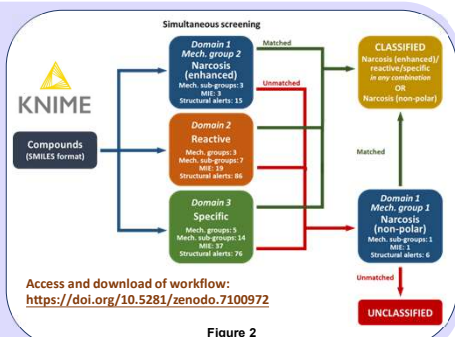 Simultaneous screening
KNIME
Compounds
(SMILES format)
Domain 1
Mech. group 2
Narcosis
(enhanced)
Mech. sub-groups: 3
MIE: 3
Structural alerts: 15
Domain 2
Reactive
Mech. groups: 3
Mech. sub-groups: 7
MIE: 19
Structural alerts: 86
Domain 3
Specific
Mech. groups: 5
Mech. sub-groups: 14
MIE: 37
Structural alerts: 76
Matched
Unmatched
CLASSIFIED
Narcosis (enhanced)/
reactive/specific
in any combination
OR
Narcosis (non-polar)
Matched
Domain 1
Mech. group 1
Narcosis
(non-polar)
Mech. sub-groups: 1
MIE: 1
Structural alerts: 6
Unmatched
UNCLASSIFIED
Access and download of workflow:
https://doi.org/10.5281/zenodo.7100972
Figure 2